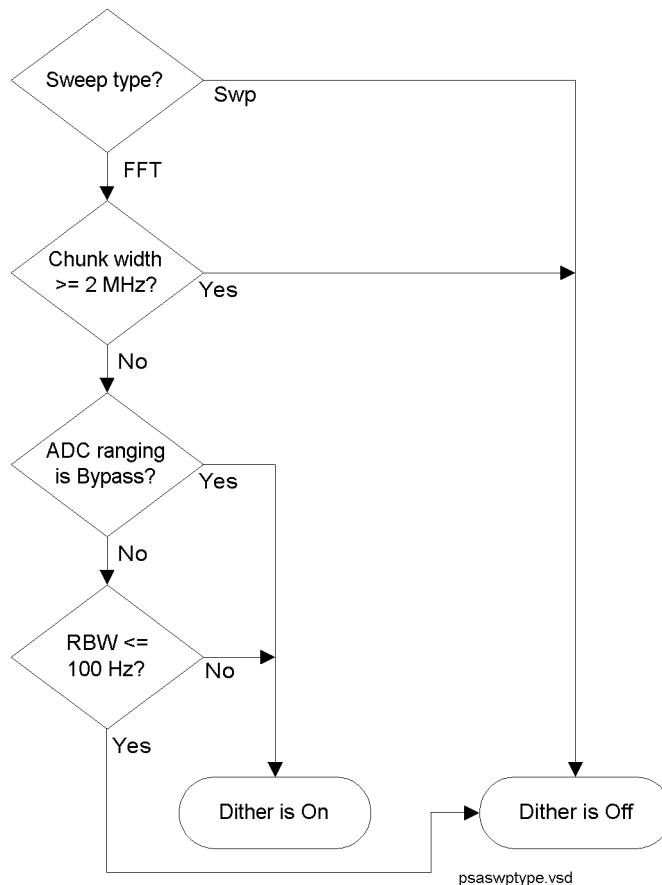 Sweep type?
Swp
FFT
Chunk width
>= 2 MHz?
Yes
No
ADC ranging
is Bypass?
Yes
No
RBW <=
100 Hz?
No
Yes
Dither is On
Dither is Off
psaswptype.vsd